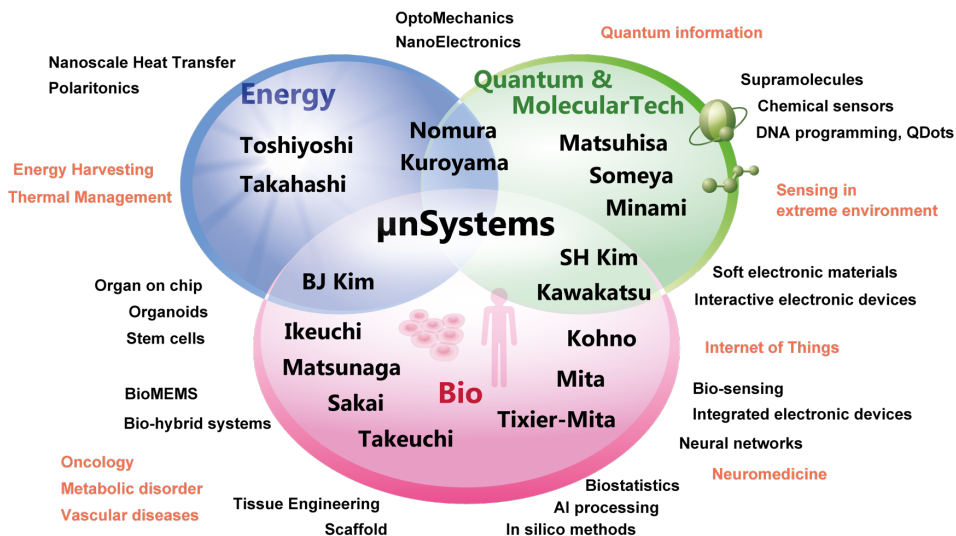 OptoMechanics
NanoElectronics
Quantum information
Nanoscale Heat Transfer
Polaritonics
Energy
Quantum &
MolecularTech
Supramolecules
Chemical sensors
DNA programming, QDots
Toshiyoshi
Takahashi
Nomura
Kuroyama
Matsuhisa
Someya
Minami
Energy Harvesting
Thermal Management
Sensing in
extreme environment
µnSystems
BJ Kim
SH Kim
Kawakatsu
Organ on chip
Organoids
Stem cells
Soft electronic materials
Interactive electronic devices
Ikeuchi
Matsunaga
Sakai
Takeuchi
Bio
Kohno
Mita
Tixier-Mita
Internet of Things
BioMEMS
Bio-hybrid systems
Bio-sensing
Integrated electronic devices
Neural networks
Neuromedicine
Oncology
Metabolic disorder
Vascular diseases
Tissue Engineering
Scaffold
Biostatistics
AI processing
In silico methods